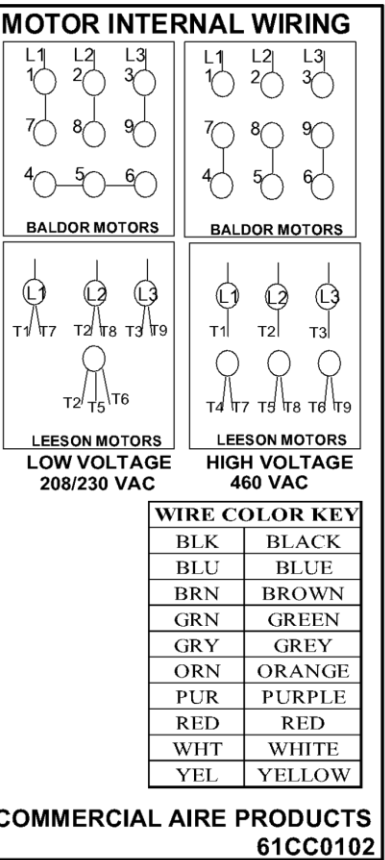 MOTOR INTERNAL WIRING
L1 L2 L3 L1 L2 L3
1 2 3 1 2 3
7 8 9 7 8 9
4 5 6 4 5 6
BALDOR MOTORS BALDOR MOTORS
L1 L2 L3 L1 L2 L3
T1 T7 T2 T8 T3 T9 T1 T2 T3
T2 T5 T6 T4 T7 T5 T8 T6 T9
LEESON MOTORS LEESON MOTORS
LOW VOLTAGE HIGH VOLTAGE
208/230 VAC 460 VAC
WIRE COLOR KEY
BLK BLACK
BLU BLUE
BRN BROWN
GRN GREEN
GRY GREY
ORN ORANGE
PUR PURPLE
RED RED
WHT WHITE
YEL YELLOW
COMMERCIAL AIRE PRODUCTS
61CC0102